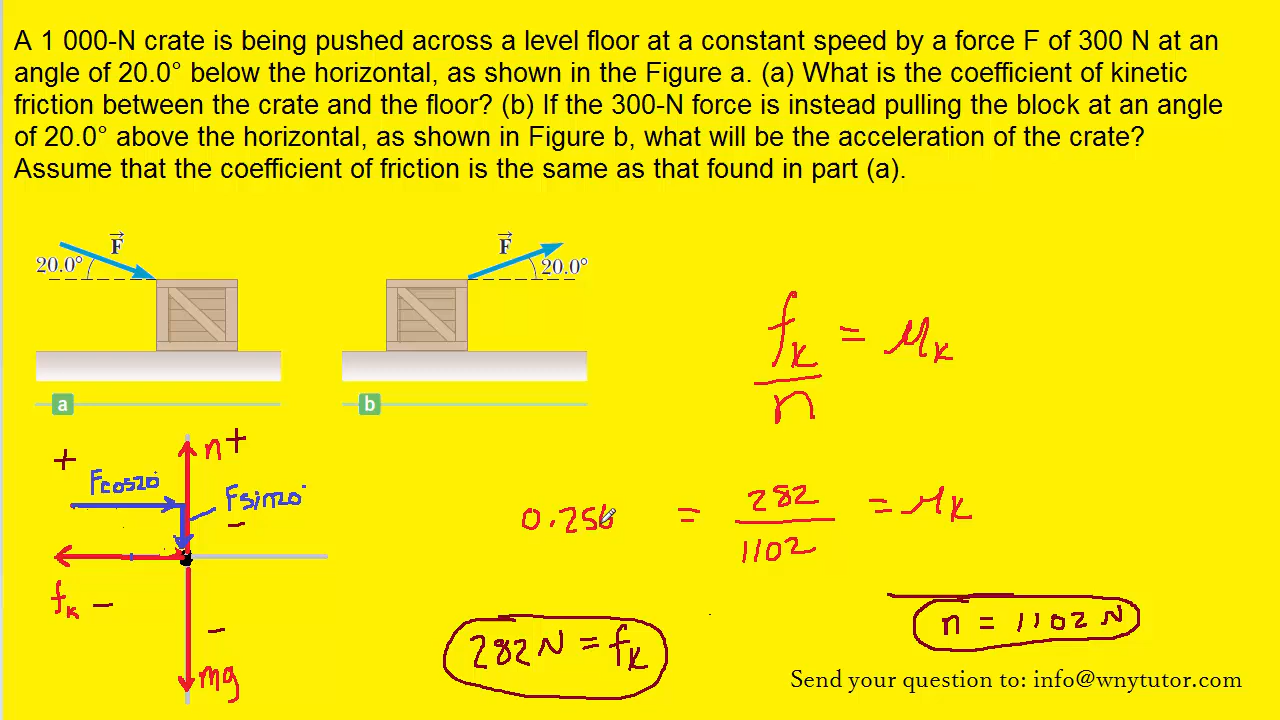 A 1 000-N crate is being pushed across a level floor at a constant speed by a force F of 300 N at an
angle of 20.0° below the horizontal, as shown in the Figure a. (a) What is the coefficient of kinetic
friction between the crate and the floor? (b) If the 300-N force is instead pulling the block at an angle
of 20.0° above the horizontal, as shown in Figure b, what will be the acceleration of the crate?
Assume that the coefficient of friction is the same as that found in part (a).
F
20.0°
F
20.0°
a
b
fk/n = μk
n +
+
Fcos20°
Fsin20°
−
fk −
−
mg
0.256 = 282/1102 = μk
282 N = fk
n = 1102 N
Send your question to: info@wnytutor.com